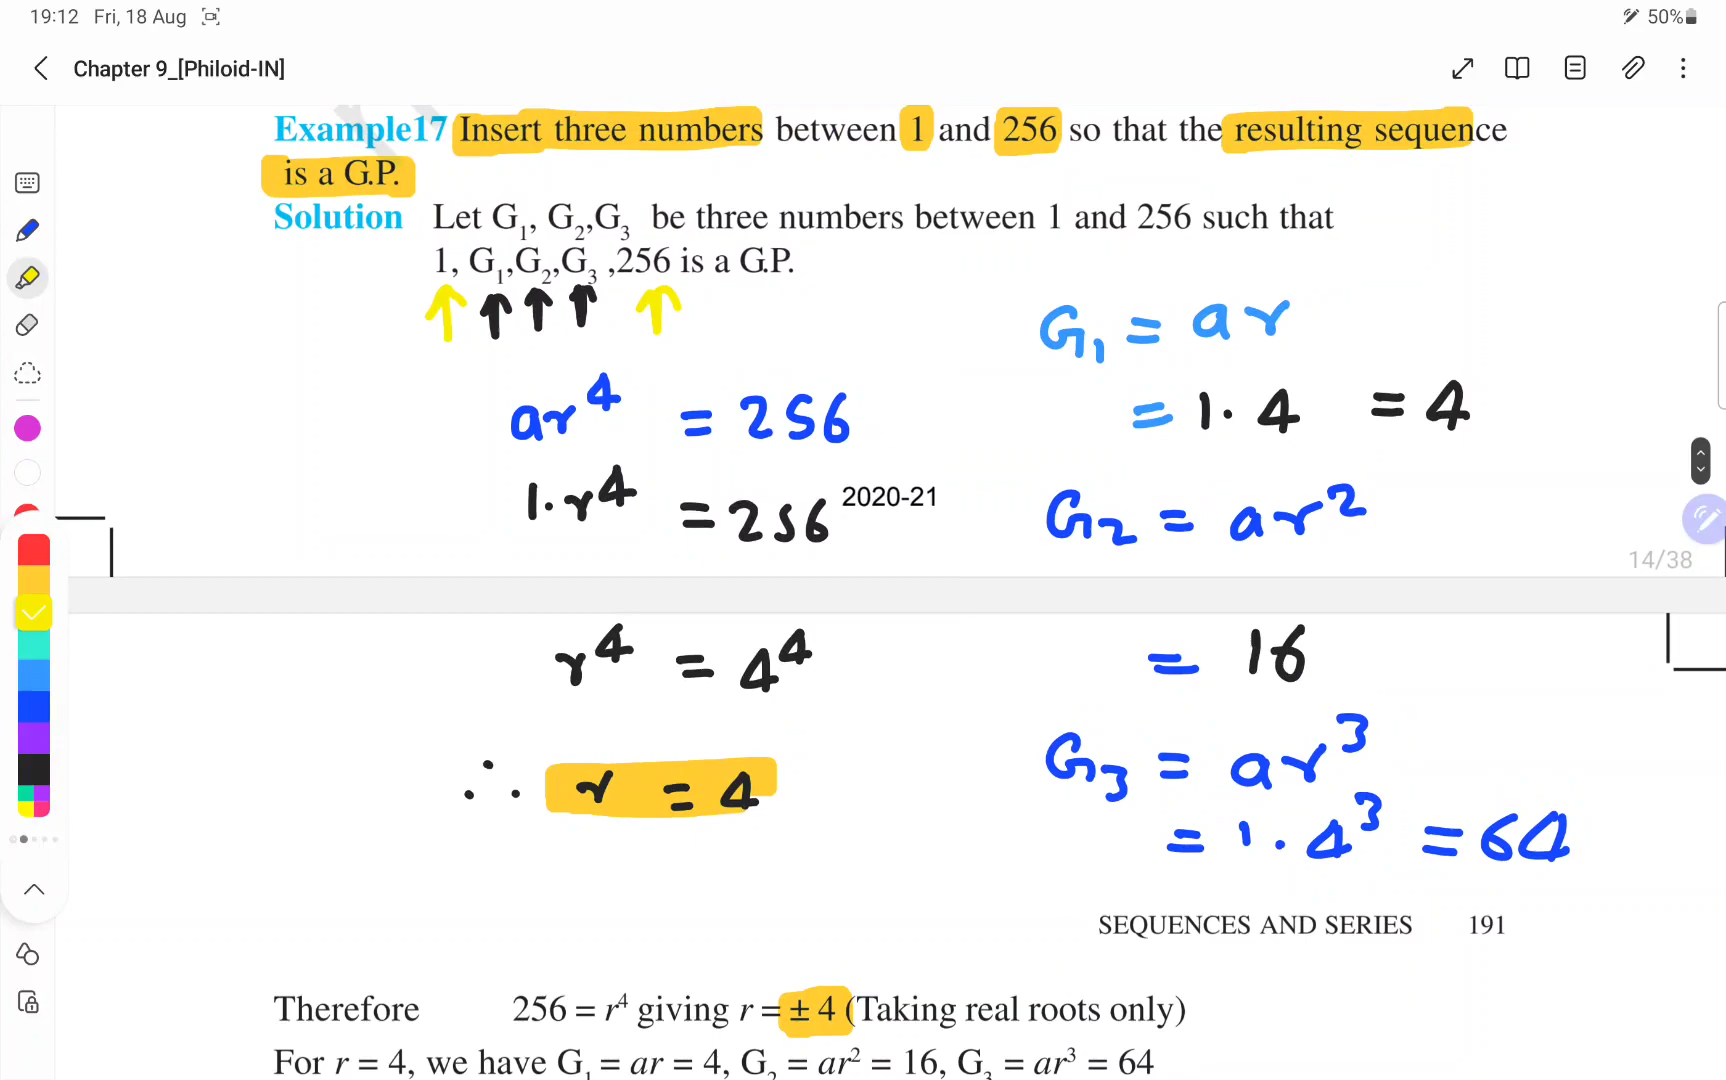 19:12 Fri, 18 Aug 50%
Chapter 9_[Philoid-IN]
Example17 Insert three numbers between 1 and 256 so that the resulting sequence
is a G.P.
Solution Let G₁, G₂,G₃ be three numbers between 1 and 256 such that
1, G₁,G₂,G₃ ,256 is a G.P.
↑ ↑ ↑ ↑ ↑
ar⁴ = 256
1·r⁴ = 256
2020-21
G₁ = ar
= 1·4 = 4
G₂ = ar²
14/38
r⁴ = 4⁴
∴ r = 4
= 16
G₃ = ar³
= 1·4³ = 64
SEQUENCES AND SERIES 191
Therefore 256 = r⁴ giving r = ± 4 (Taking real roots only)
For r = 4, we have G₁ = ar = 4, G₂ = ar² = 16, G₃ = ar³ = 64